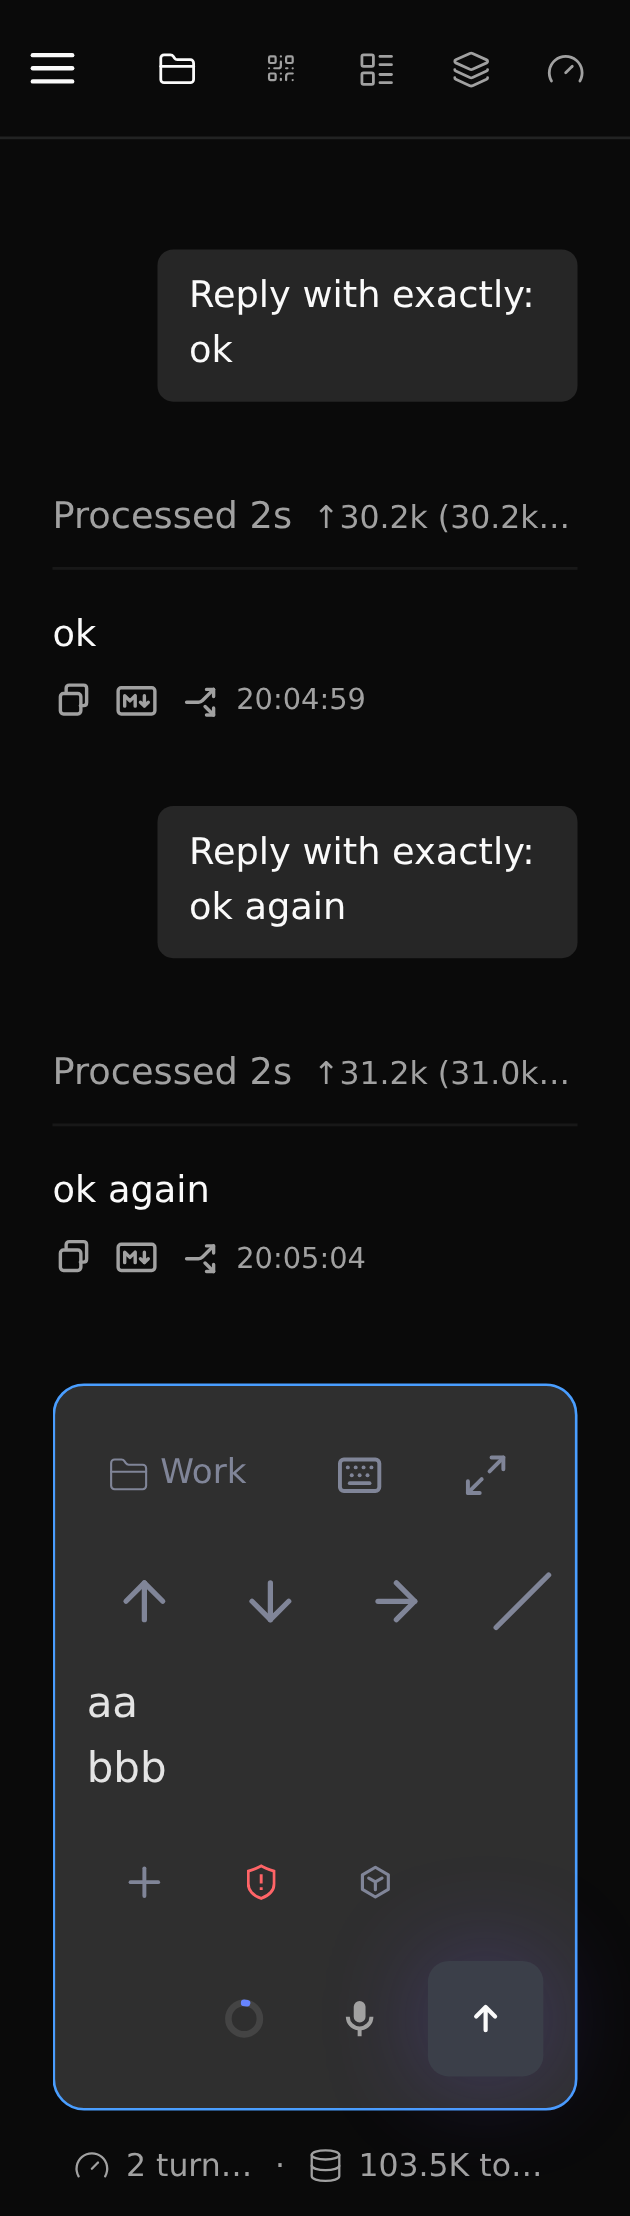 Reply with exactly:
ok
Processed 2s ↑30.2k (30.2k...
ok
M↓ 20:04:59
Reply with exactly:
ok again
Processed 2s ↑31.2k (31.0k...
ok again
M↓ 20:05:04
Work
aa
bbb
2 turn... · 103.5K to...